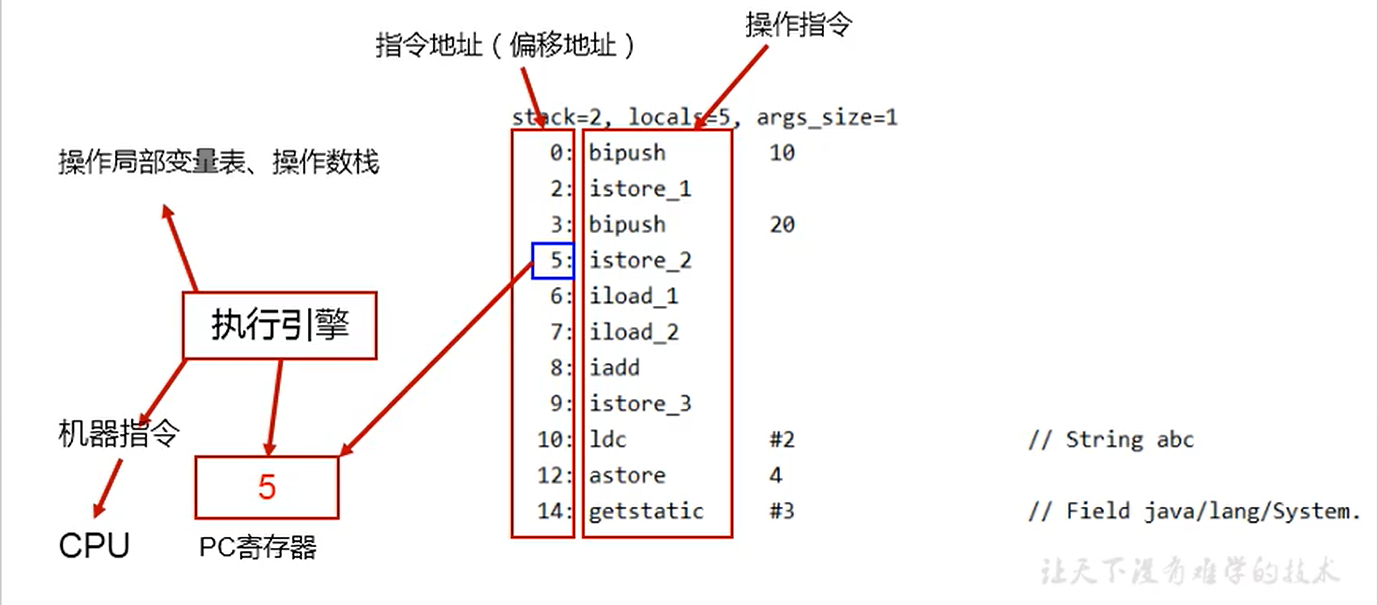 操作指令
指令地址（偏移地址）
stack=2, locals=5, args_size=1
0: bipush 10
2: istore_1
3: bipush 20
5: istore_2
6: iload_1
7: iload_2
8: iadd
9: istore_3
10: ldc #2 // String abc
12: astore 4
14: getstatic #3 // Field java/lang/System.
操作局部变量表、操作数栈
执行引擎
机器指令
5
CPU
PC寄存器
让天下没有难学的技术